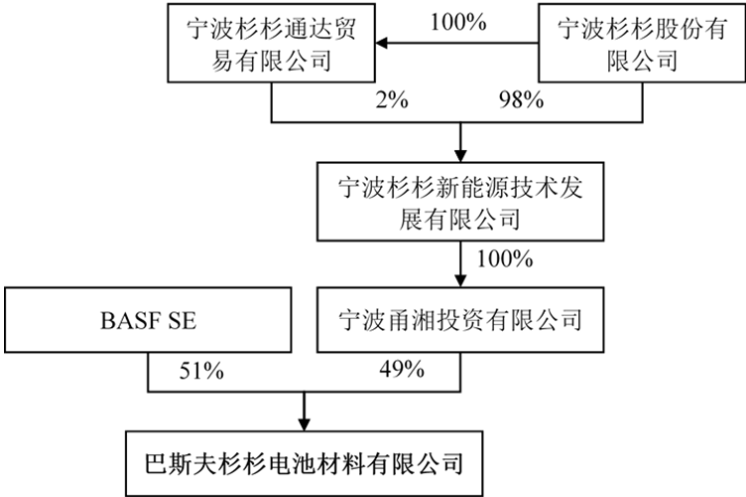 宁波杉杉通达贸
易有限公司
100%
宁波杉杉股份有
限公司
2%
98%
宁波杉杉新能源技术发
展有限公司
100%
BASF SE
宁波甬湘投资有限公司
51%
49%
巴斯夫杉杉电池材料有限公司